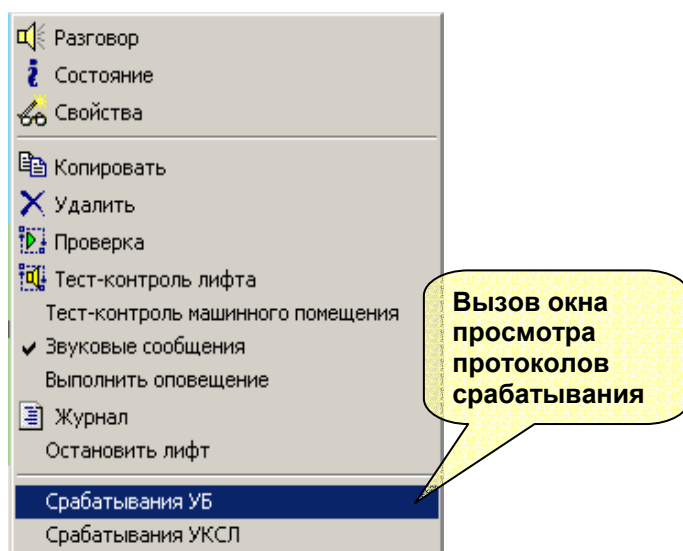 Разговор
Состояние
Свойства
Копировать
Удалить
Проверка
Тест-контроль лифта
Тест-контроль машинного помещения
Звуковые сообщения
Выполнить оповещение
Журнал
Остановить лифт
Срабатывания УБ
Срабатывания УКСЛ
Вызов окна
просмотра
протоколов
срабатывания